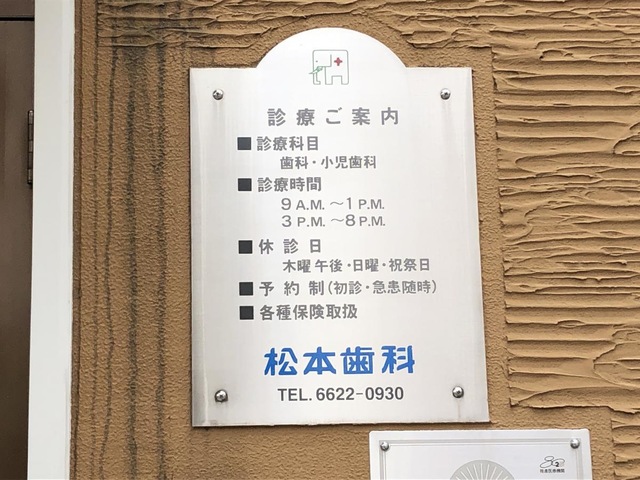 診療ご案内
■診療科目
歯科・小児歯科
■診療時間
9 A.M. 〜1 P.M.
3 P.M. 〜8 P.M.
■休診日
木曜午後・日曜・祝祭日
■予約制(初診・急患随時)
■各種保険取扱
松本歯科
TEL. 6622-0930